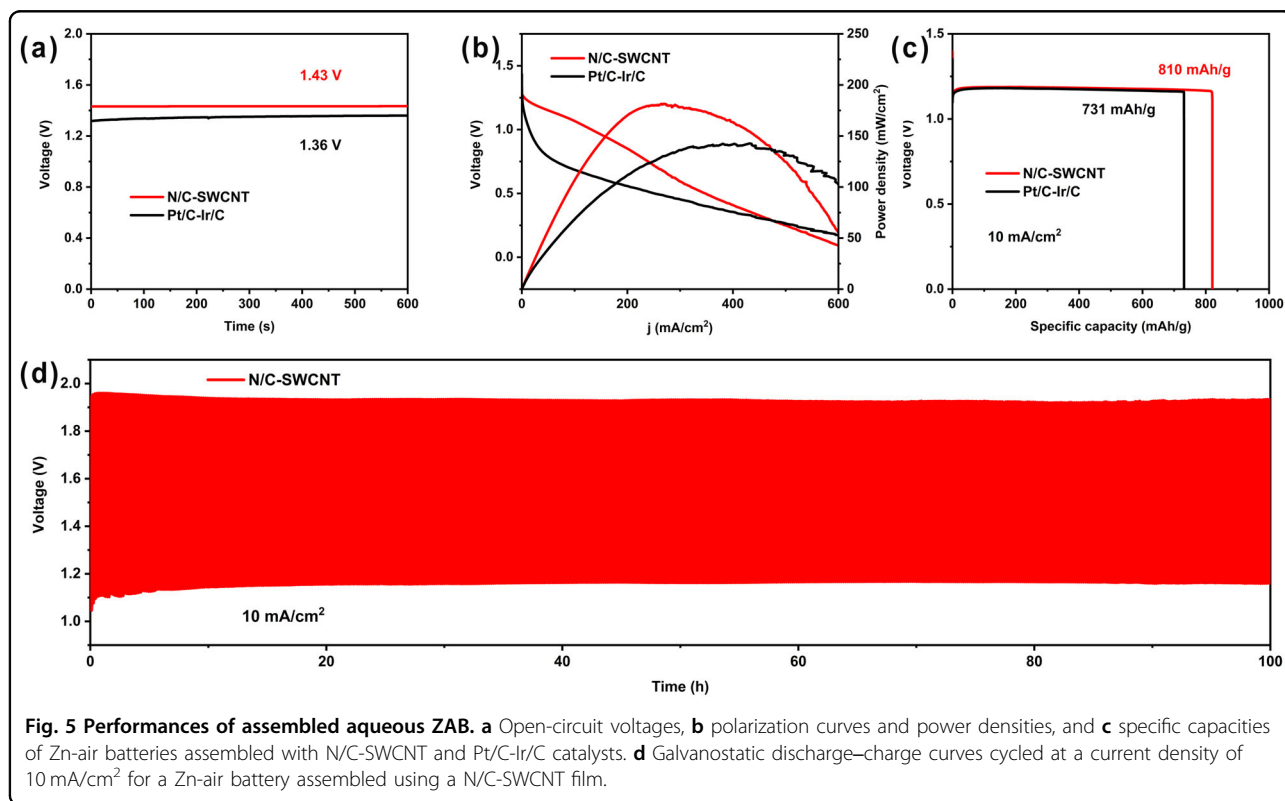 (a)
2.0
1.8
1.6
1.4
1.2
1.0
0 100 200 300 400 500 600
Voltage (V)
Time (s)
1.43 V
1.36 V
N/C-SWCNT
Pt/C-Ir/C
(b)
1.5
1.0
0.5
0.0
0 200 400 600
250
200
150
100
50
0
Voltage (V)
Power density (mW/cm²)
j (mA/cm²)
N/C-SWCNT
Pt/C-Ir/C
(c)
1.5
1.0
0.5
0.0
0 200 400 600 800 1000
voltage (V)
Specific capacity (mAh/g)
810 mAh/g
731 mAh/g
N/C-SWCNT
Pt/C-Ir/C
10 mA/cm²
(d)
N/C-SWCNT
2.0
1.8
1.6
1.4
1.2
1.0
Voltage (V)
10 mA/cm²
0 20 40 60 80 100
Time (h)
Fig. 5 Performances of assembled aqueous ZAB. a Open-circuit voltages, b polarization curves and power densities, and c specific capacities
of Zn-air batteries assembled with N/C-SWCNT and Pt/C-Ir/C catalysts. d Galvanostatic discharge–charge curves cycled at a current density of
10 mA/cm² for a Zn-air battery assembled using a N/C-SWCNT film.